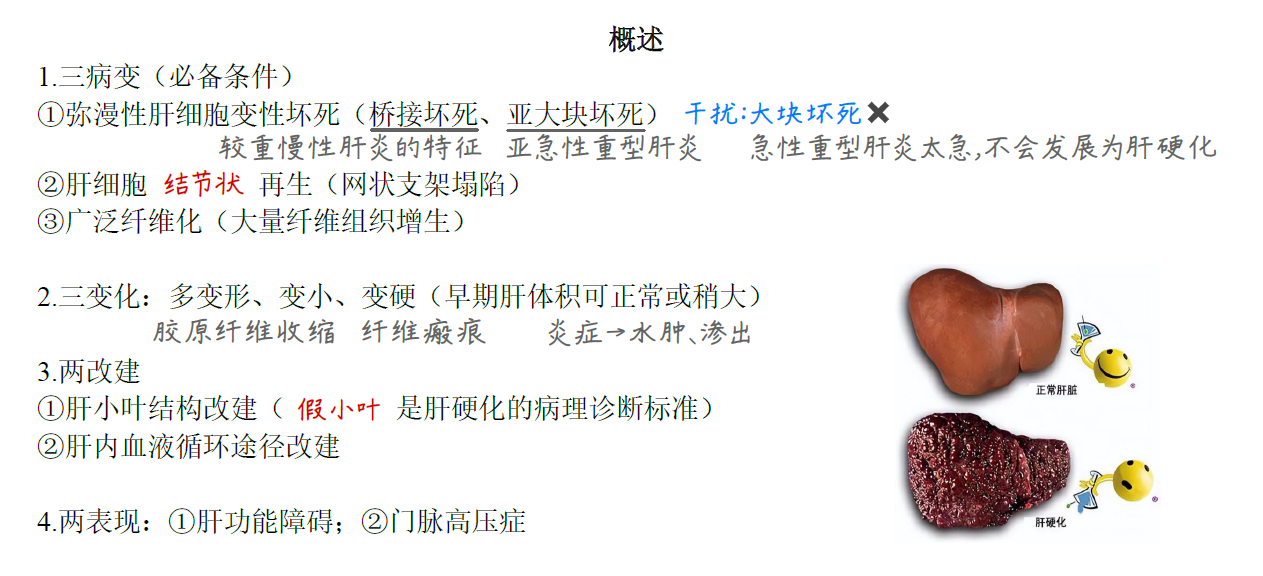 概述
1.三病变（必备条件）
①弥漫性肝细胞变性坏死（桥接坏死、亚大块坏死） 干扰:大块坏死✖
较重慢性肝炎的特征 亚急性重型肝炎 急性重型肝炎太急,不会发展为肝硬化
②肝细胞 结节状 再生（网状支架塌陷）
③广泛纤维化（大量纤维组织增生）
2.三变化：多变形、变小、变硬（早期肝体积可正常或稍大）
胶原纤维收缩 纤维瘢痕 炎症→水肿、渗出
3.两改建
①肝小叶结构改建（ 假小叶 是肝硬化的病理诊断标准）
②肝内血液循环途径改建
4.两表现：①肝功能障碍；②门脉高压症
正常肝脏
肝硬化